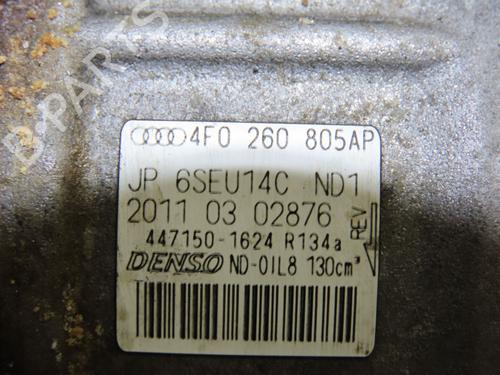 B-PARTS
4F0 260 805AP
JP 6SEU14C ND1
2011 03 02876
REV
447150-1624 R134a
DENSO ND-OIL8 130cm³